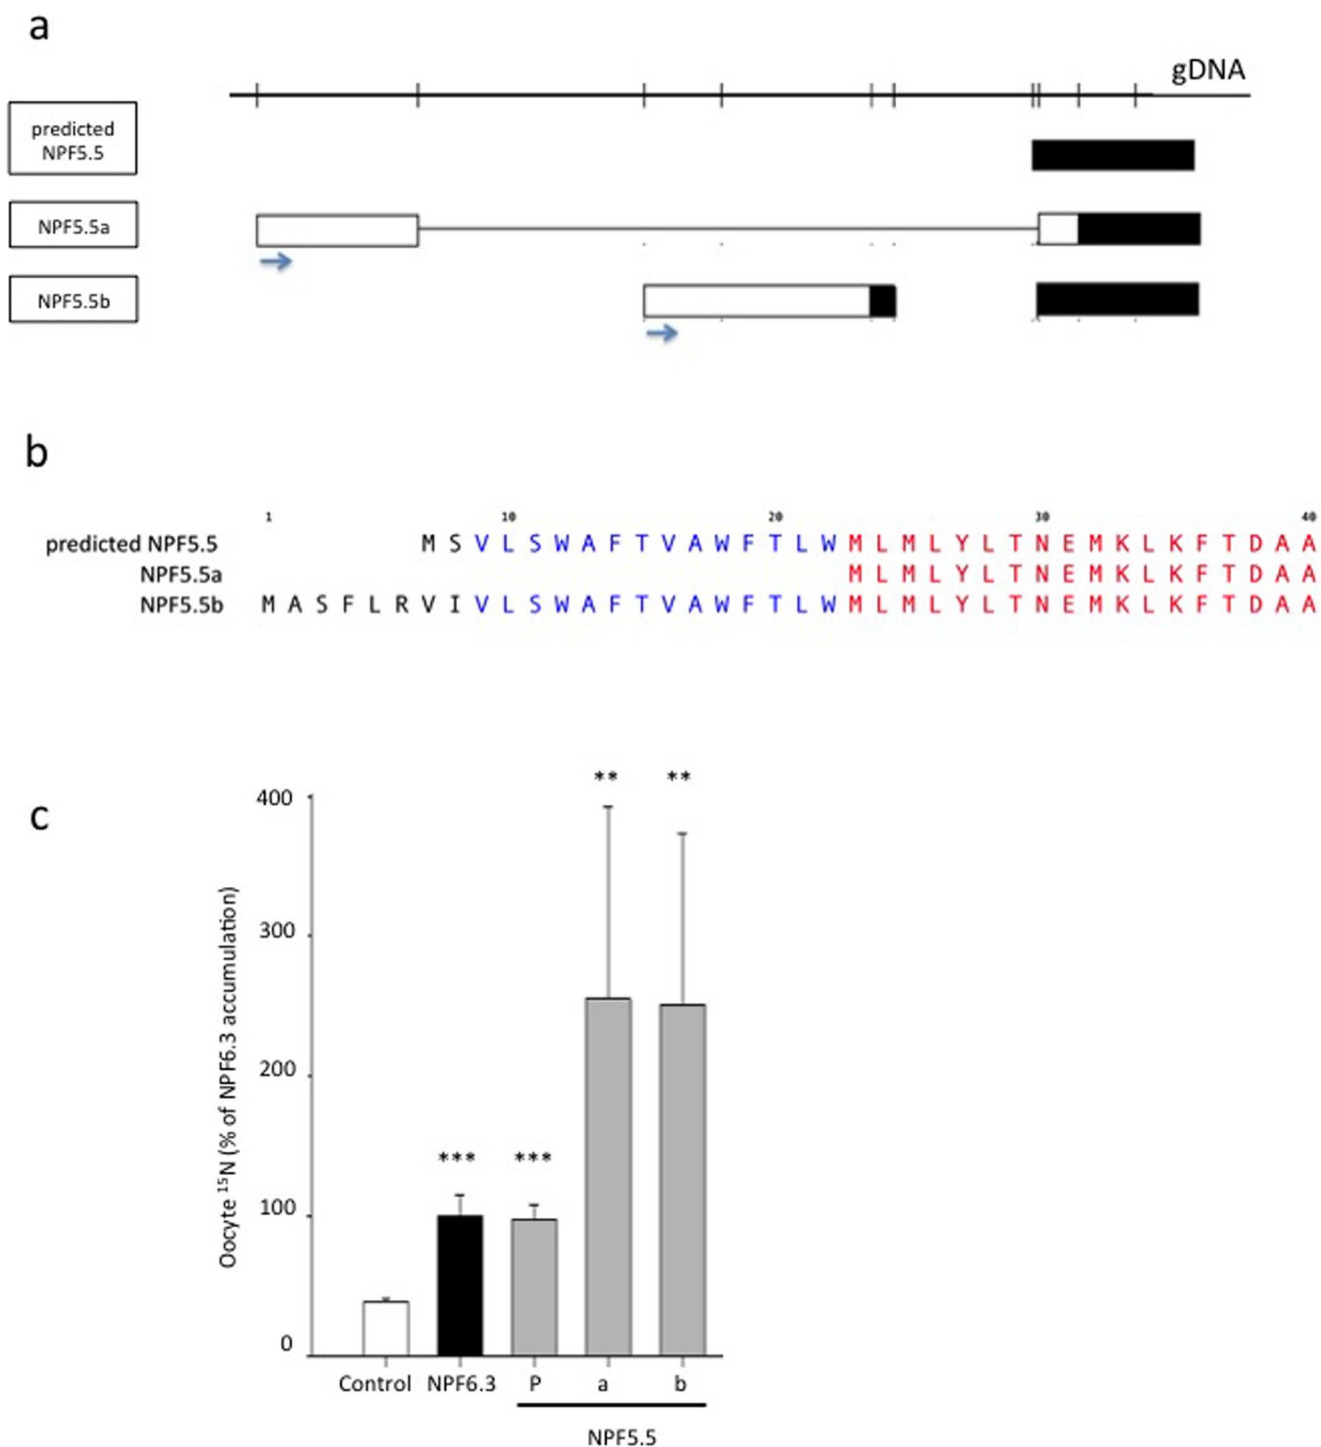 a
gDNA
predicted
NPF5.5
NPF5.5a
NPF5.5b
b
1 10 20 30 40
predicted NPF5.5 M S V L S W A F T V A W F T L W M L M L Y L T N E M K L K F T D A A
NPF5.5a M L M L Y L T N E M K L K F T D A A
NPF5.5b M A S F L R V I V L S W A F T V A W F T L W M L M L Y L T N E M K L K F T D A A
c
Oocyte ¹⁵N (% of NPF6.3 accumulation)
400
300
200
100
0
** **
*** ***
Control NPF6.3 P a b
NPF5.5